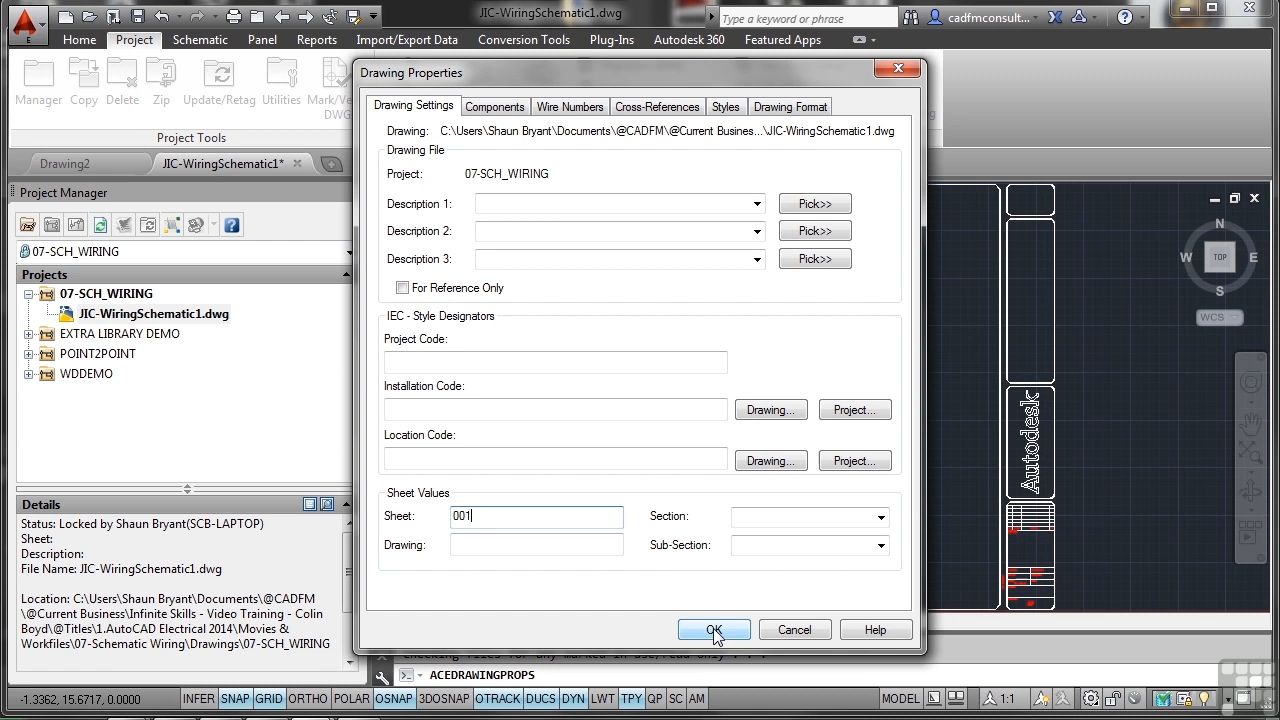 JIC-WiringSchematic1.dwg
Type a keyword or phrase
cadfmconsult...
E
Home Project Schematic Panel Reports Import/Export Data Conversion Tools Plug-Ins Autodesk 360 Featured Apps
Manager Copy Delete Zip Update/Retag Utilities Mark/Ve
DWG
Project Tools
Drawing2 JIC-WiringSchematic1*
Project Manager
07-SCH_WIRING
Projects
07-SCH_WIRING
JIC-WiringSchematic1.dwg
EXTRA LIBRARY DEMO
POINT2POINT
WDDEMO
Details
Status: Locked by Shaun Bryant(SCB-LAPTOP)
Sheet:
Description:
File Name: JIC-WiringSchematic1.dwg
Location: C:\Users\Shaun Bryant\Documents\@CADFM
\@Current Business\Infinite Skills - Video Training - Colin
Boyd\@Titles\1.AutoCAD Electrical 2014\Movies &
Workfiles\07-Schematic Wiring\Drawings\07-SCH_WIRING
Drawing Properties
Drawing Settings Components Wire Numbers Cross-References Styles Drawing Format
Drawing: C:\Users\Shaun Bryant\Documents\@CADFM\@Current Busines...\JIC-WiringSchematic1.dwg
Drawing File
Project: 07-SCH_WIRING
Description 1: Pick>>
Description 2: Pick>>
Description 3: Pick>>
For Reference Only
IEC - Style Designators
Project Code:
Installation Code:
Drawing... Project...
Location Code:
Drawing... Project...
Sheet Values
Sheet: 001 Section:
Drawing: Sub-Section:
OK Cancel Help
N
W TOP E
S
WCS
Autodesk
ACEDRAWINGPROPS
-1.3362, 15.6717, 0.0000 INFER SNAP GRID ORTHO POLAR OSNAP 3DOSNAP OTRACK DUCS DYN LWT TPY QP SC AM MODEL 1:1